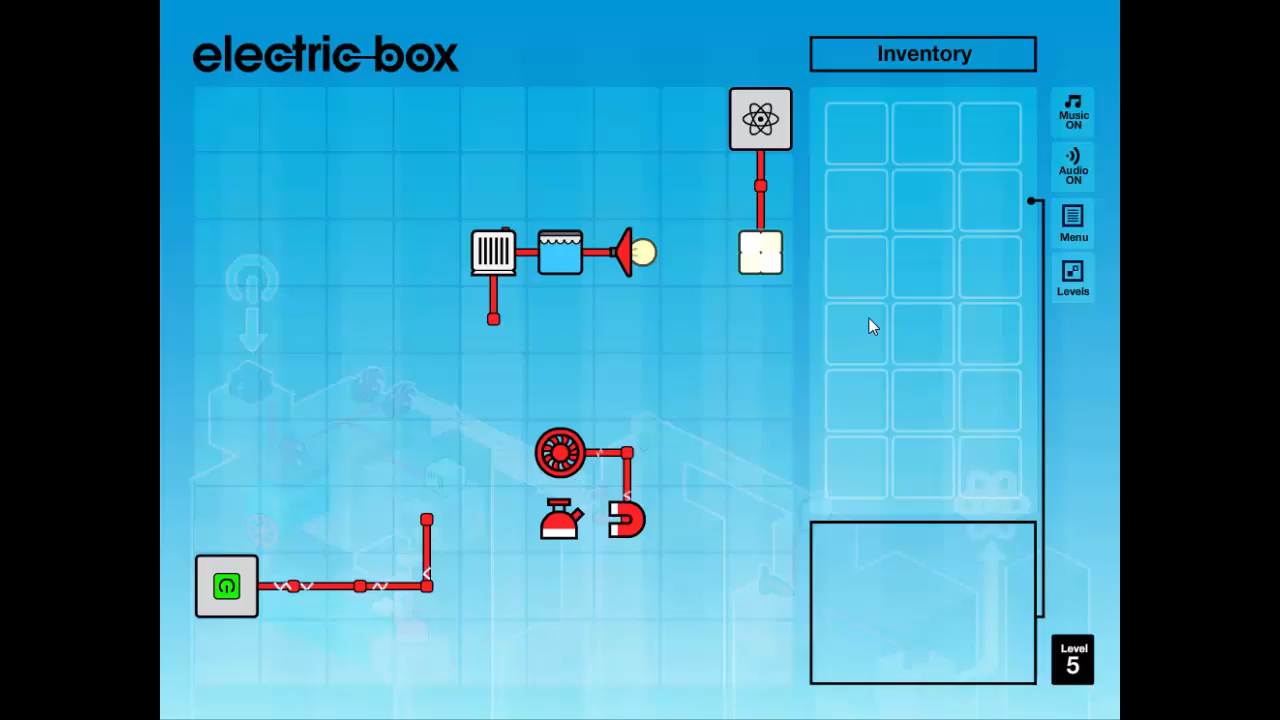 electric box
Inventory
Music
ON
Audio
ON
Menu
Levels
Level
5